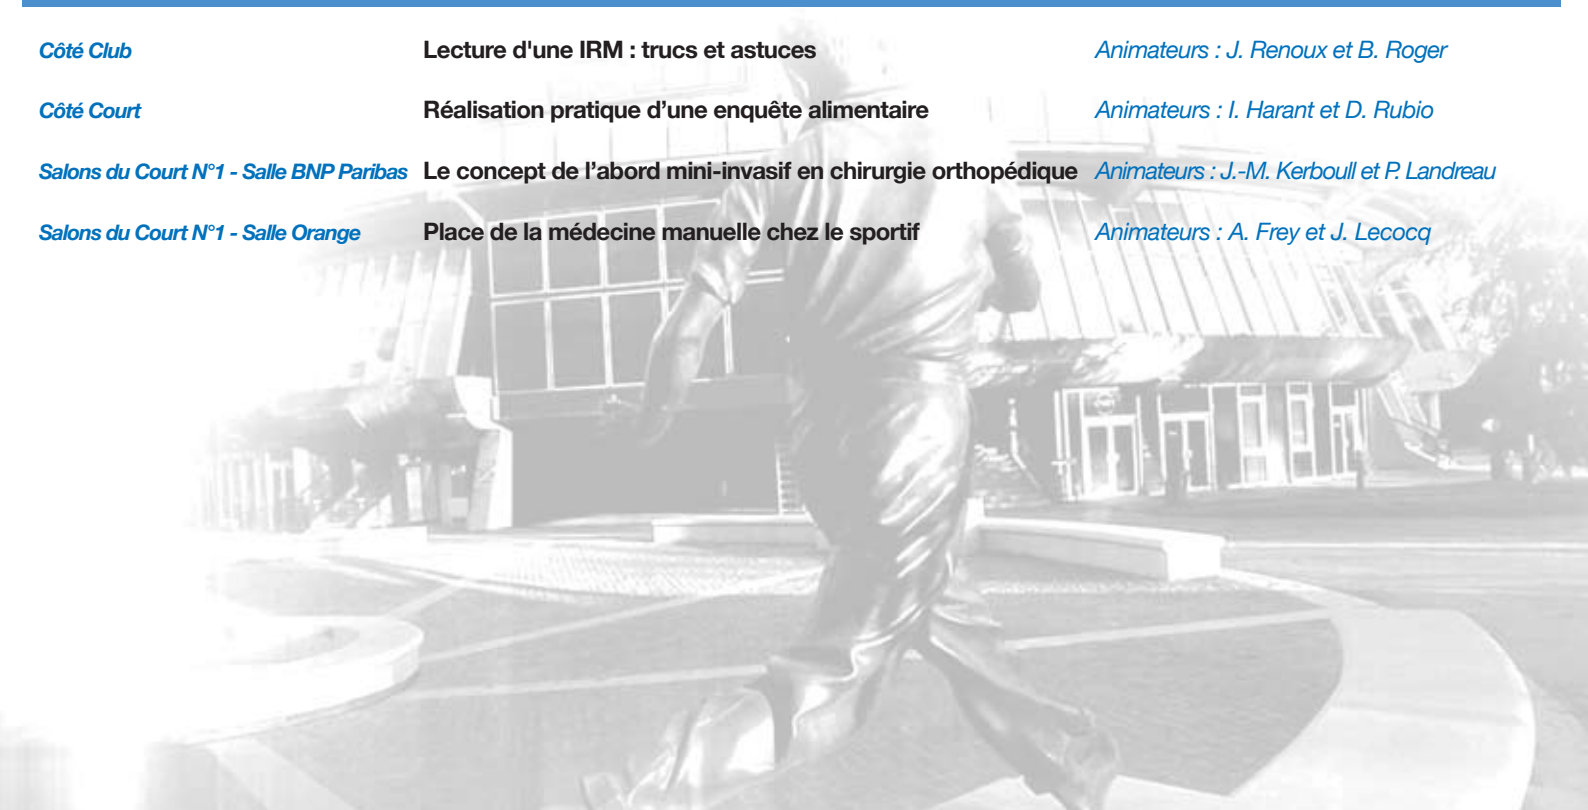 Côté Club Lecture d'une IRM : trucs et astuces Animateurs : J. Renoux et B. Roger
Côté Court Réalisation pratique d’une enquête alimentaire Animateurs : I. Harant et D. Rubio
Salons du Court N°1 - Salle BNP Paribas Le concept de l’abord mini-invasif en chirurgie orthopédique Animateurs : J.-M. Kerboull et P. Landreau
Salons du Court N°1 - Salle Orange Place de la médecine manuelle chez le sportif Animateurs : A. Frey et J. Lecocq